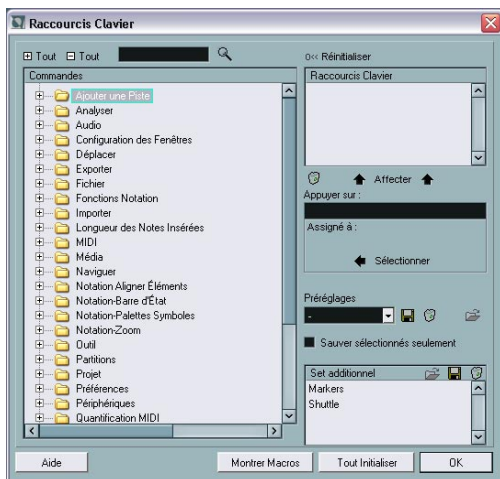 Raccourcis Clavier
Tout Tout
Commandes
Ajouter une Piste
Analyser
Audio
Configuration des Fenêtres
Déplacer
Exporter
Fichier
Fonctions Notation
Importer
Longueur des Notes Insérées
MIDI
Média
Naviguer
Notation Aligner Éléments
Notation-Barre d'État
Notation-Palettes Symboles
Notation-Zoom
Outil
Partitions
Projet
Préférences
Périphériques
Quantification MIDI
Réinitialiser
Raccourcis Clavier
Affecter
Appuyer sur :
Assigné à :
Sélectionner
Préréglages
-
Sauver sélectionnés seulement
Set additionnel
Markers
Shuttle
Aide
Montrer Macros
Tout Initialiser
OK